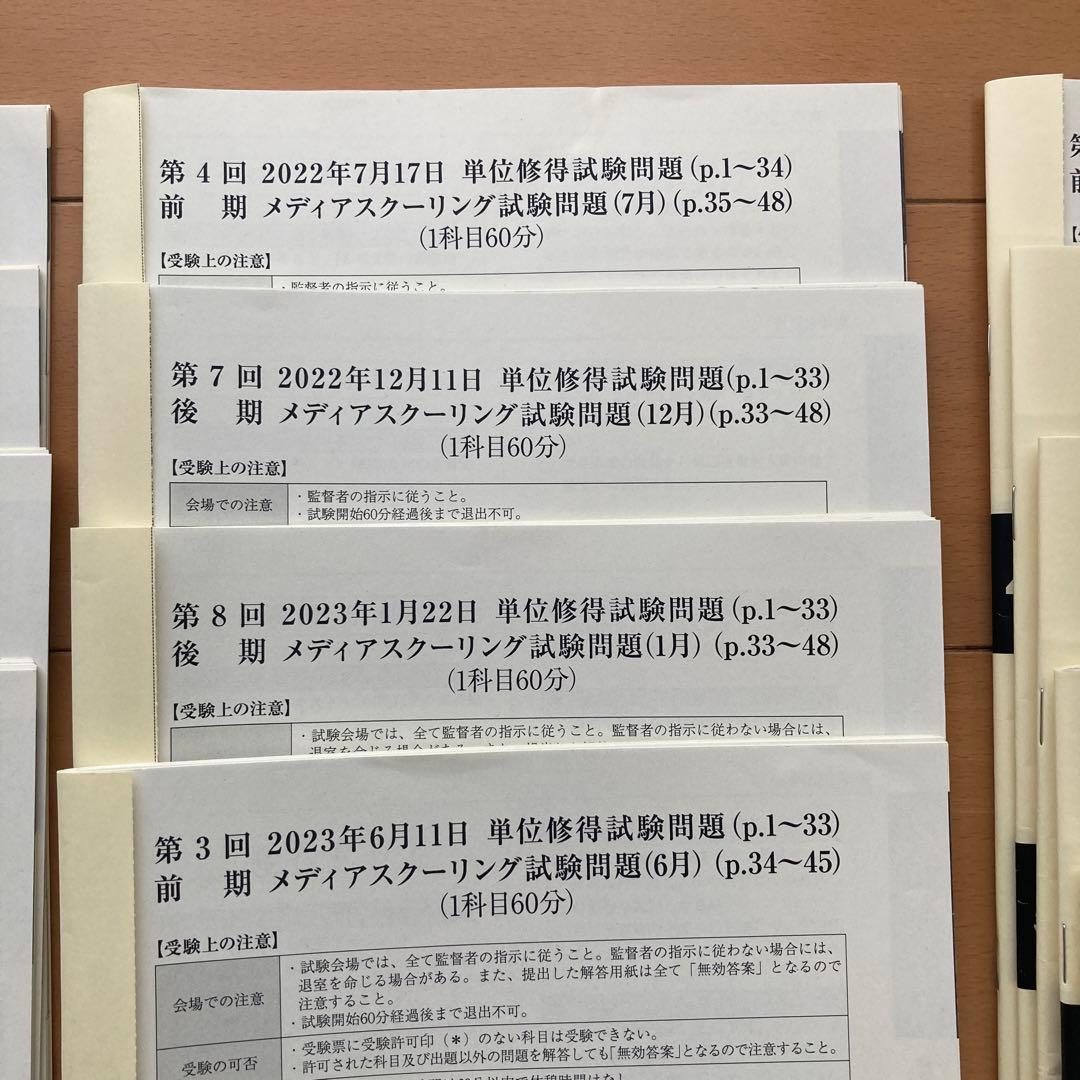 第 4 回 2022年7月17日 単位修得試験問題(p.1〜34)
前 期 メディアスクーリング試験問題(7月)(p.35〜48)
(1科目60分)
【受験上の注意】
・監督者の指示に従うこと。
第 7 回 2022年12月11日 単位修得試験問題(p.1〜33)
後 期 メディアスクーリング試験問題(12月)(p.33〜48)
(1科目60分)
【受験上の注意】
会場での注意
・監督者の指示に従うこと。
・試験開始60分経過後まで退出不可。
第 8 回 2023年1月22日 単位修得試験問題(p.1〜33)
後 期 メディアスクーリング試験問題(1月)(p.33〜48)
(1科目60分)
【受験上の注意】
・試験会場では、全て監督者の指示に従うこと。監督者の指示に従わない場合には、
第 3 回 2023年6月11日 単位修得試験問題(p.1〜33)
前 期 メディアスクーリング試験問題(6月)(p.34〜45)
(1科目60分)
【受験上の注意】
会場での注意
・試験会場では、全て監督者の指示に従うこと。監督者の指示に従わない場合には、
退室を命じる場合がある。また、提出した解答用紙は全て「無効答案」となるので
注意すること。
・試験開始60分経過後まで退出不可。
受験の可否
・受験票に受験許可印（＊）のない科目は受験できない。
・許可された科目及び出題以外の問題を解答しても「無効答案」となるので注意すること。